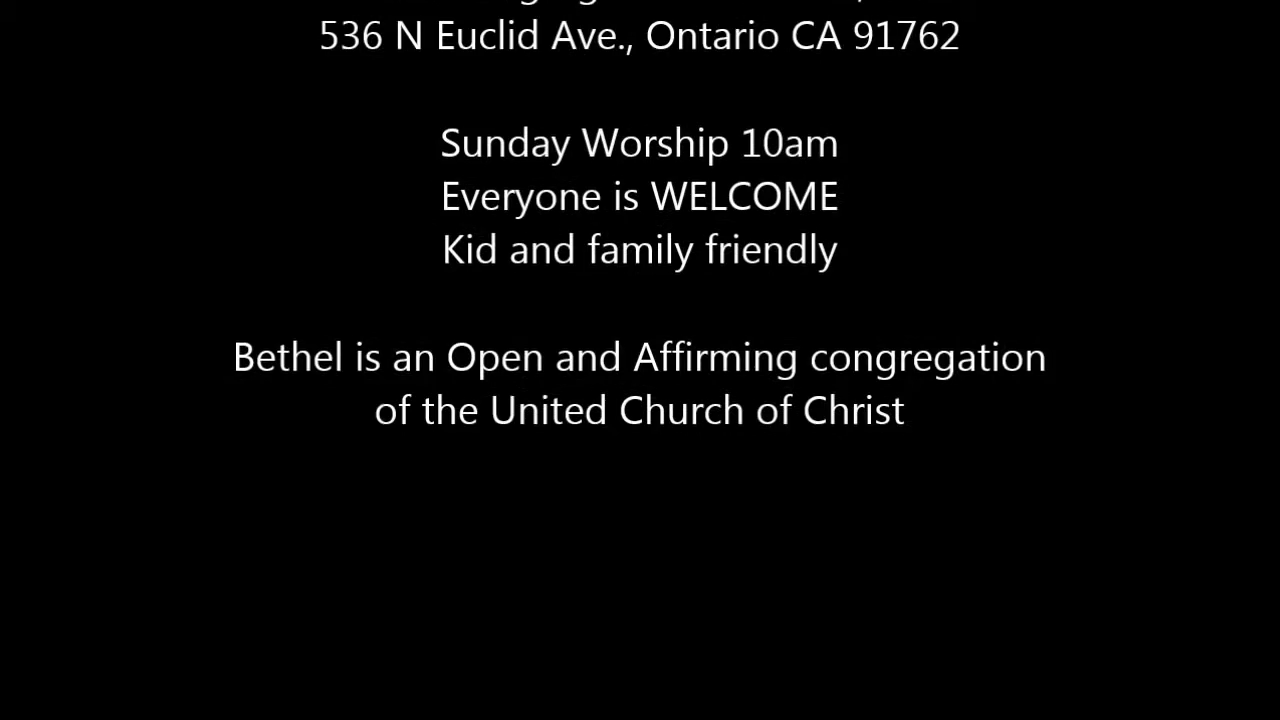 536 N Euclid Ave., Ontario CA 91762
Sunday Worship 10am
Everyone is WELCOME
Kid and family friendly
Bethel is an Open and Affirming congregation
of the United Church of Christ